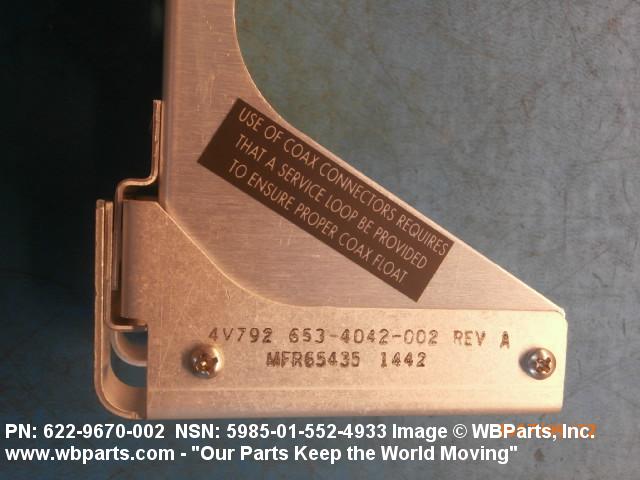 USE OF COAX CONNECTORS REQUIRES
THAT A SERVICE LOOP BE PROVIDED
TO ENSURE PROPER COAX FLOAT
4V792 653-4042-002 REV A
MFR65435 1442
PN: 622-9670-002 NSN: 5985-01-552-4933 Image © WBParts, Inc.
www.wbparts.com - "Our Parts Keep the World Moving"